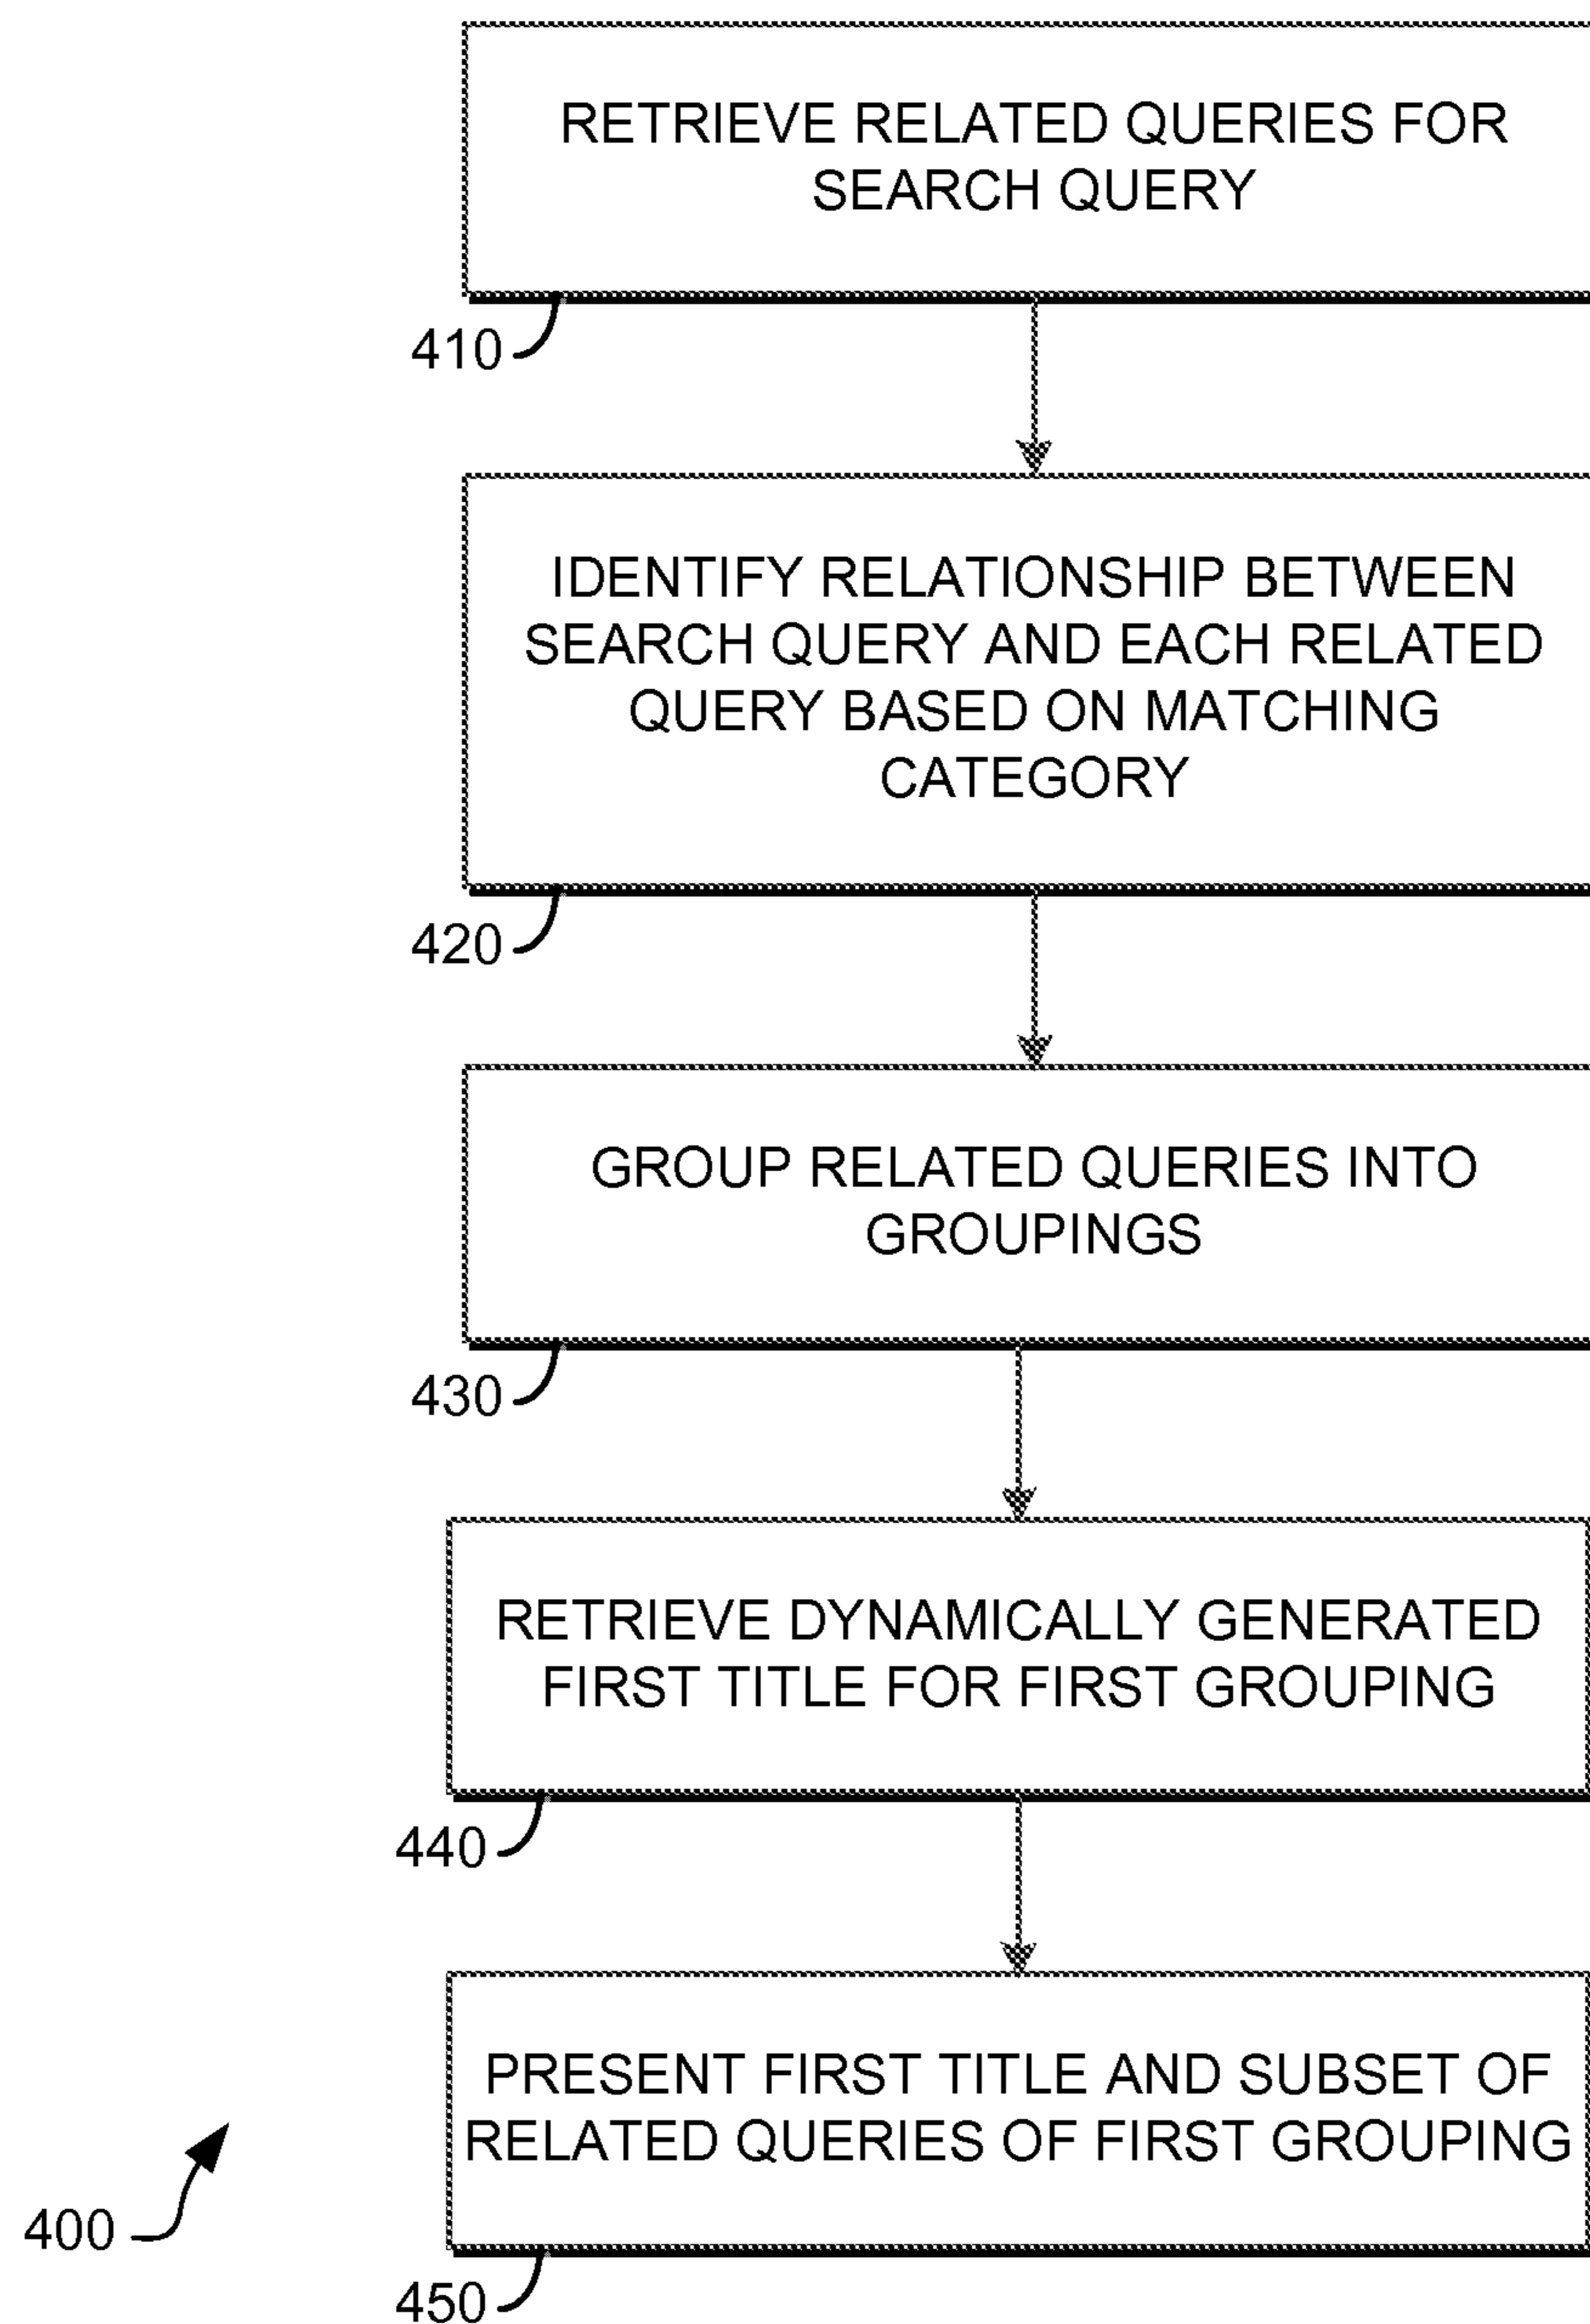 RETRIEVE RELATED QUERIES FOR
SEARCH QUERY
410
IDENTIFY RELATIONSHIP BETWEEN
SEARCH QUERY AND EACH RELATED
QUERY BASED ON MATCHING
CATEGORY
420
GROUP RELATED QUERIES INTO
GROUPINGS
430
RETRIEVE DYNAMICALLY GENERATED
FIRST TITLE FOR FIRST GROUPING
440
PRESENT FIRST TITLE AND SUBSET OF
RELATED QUERIES OF FIRST GROUPING
400
450